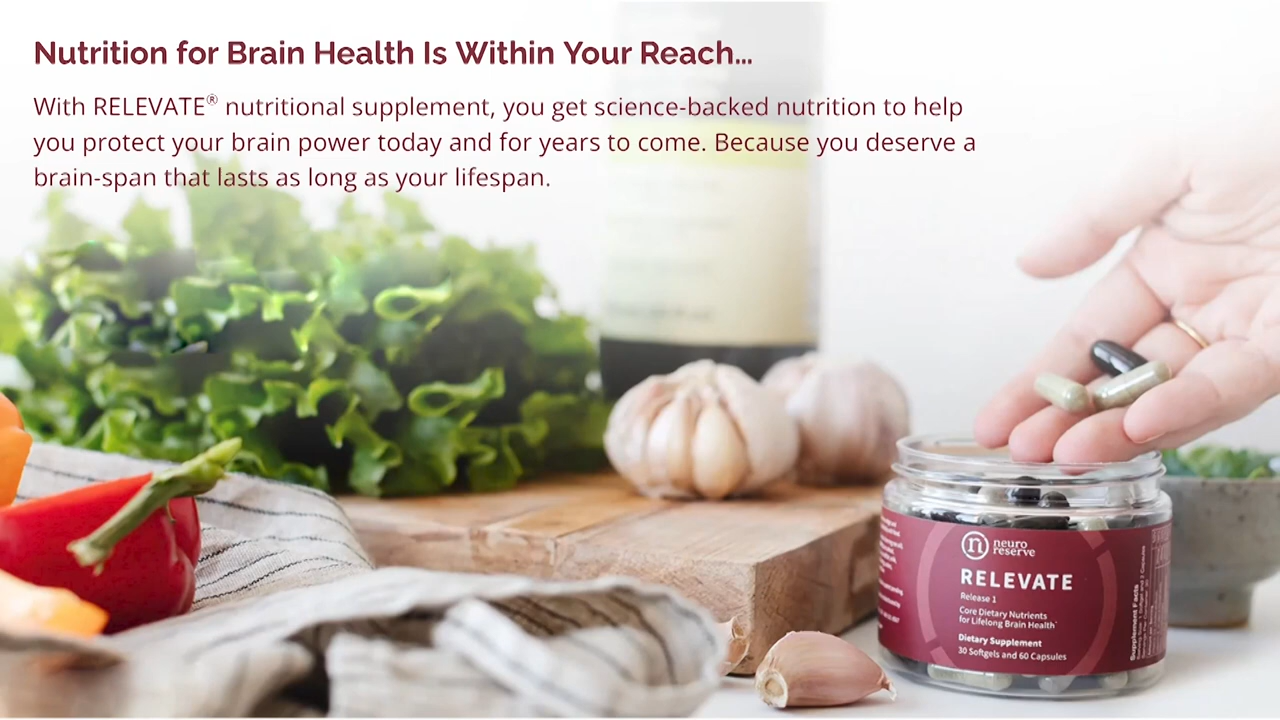 Nutrition for Brain Health Is Within Your Reach...
With RELEVATE® nutritional supplement, you get science-backed nutrition to help
you protect your brain power today and for years to come. Because you deserve a
brain-span that lasts as long as your lifespan.
neuro
reserve
RELEVATE
Release 1
Core Dietary Nutrients
for Lifelong Brain Health*
Dietary Supplement
30 Softgels and 60 Capsules
Supplement Facts